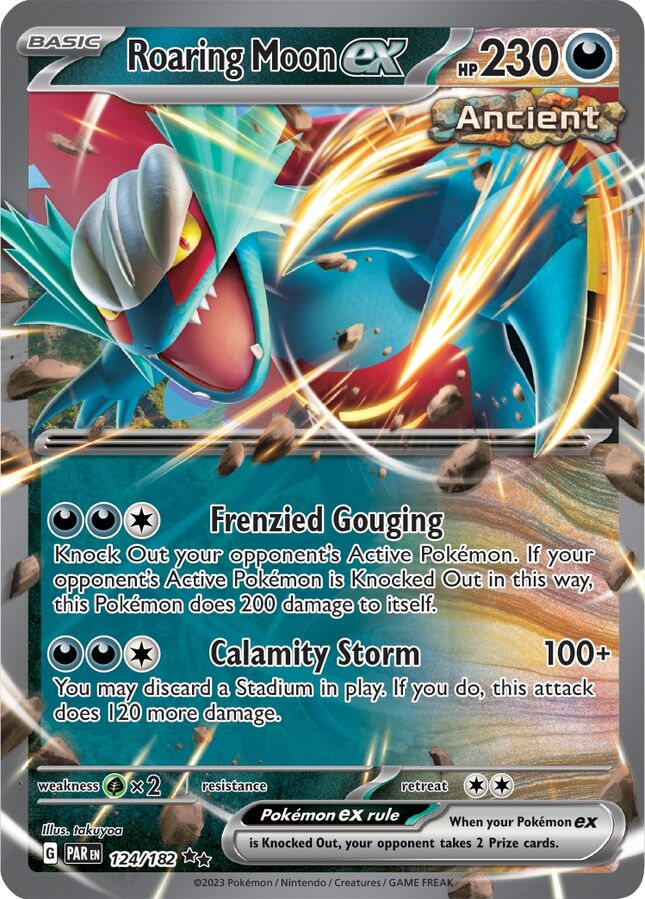 BASIC Roaring Moon ex HP 230
Ancient
Frenzied Gouging
Knock Out your opponent's Active Pokémon. If your
opponent's Active Pokémon is Knocked Out in this way,
this Pokémon does 200 damage to itself.
Calamity Storm 100+
You may discard a Stadium in play. If you do, this attack
does 120 more damage.
weakness ×2 resistance retreat
Illus. takuyoa
Pokémon ex rule When your Pokémon ex
is Knocked Out, your opponent takes 2 Prize cards.
G PAR EN 124/182
©2023 Pokémon / Nintendo / Creatures / GAME FREAK